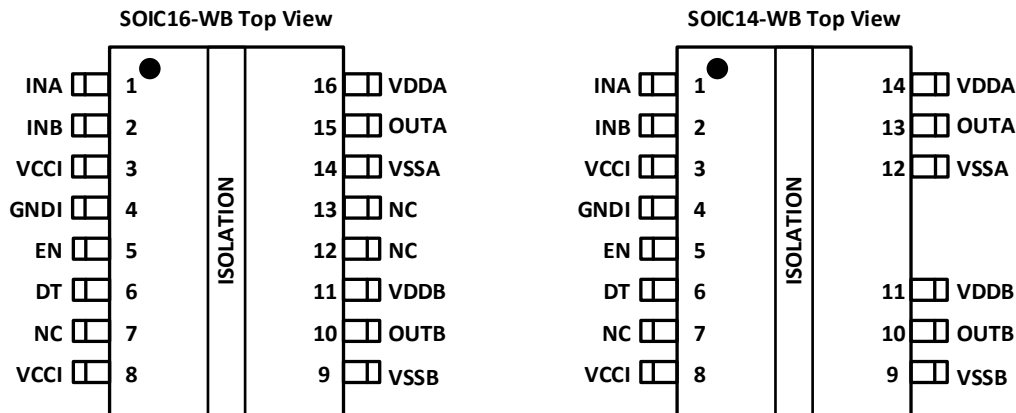 SOIC16-WB Top View
INA 1 16 VDDA
INB 2 15 OUTA
VCCI 3 14 VSSA
GNDI 4 13 NC
EN 5 12 NC
DT 6 11 VDDB
NC 7 10 OUTB
VCCI 8 9 VSSB
ISOLATION
SOIC14-WB Top View
INA 1 14 VDDA
INB 2 13 OUTA
VCCI 3 12 VSSA
GNDI 4
EN 5
DT 6 11 VDDB
NC 7 10 OUTB
VCCI 8 9 VSSB
ISOLATION